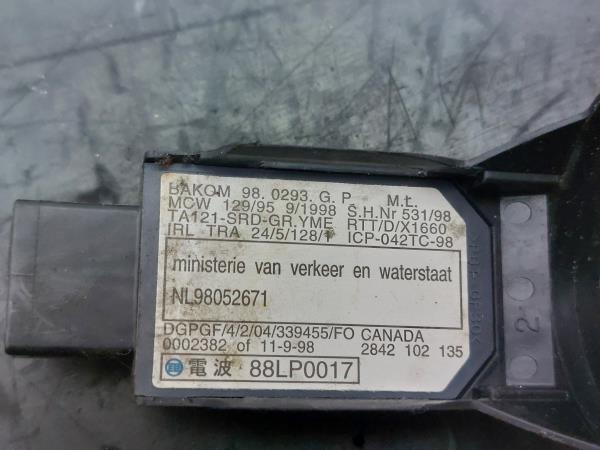 BAKOM 98. 0293. G. P M.L.
MCW 129/95 9/1998 S.H.Nr 531/98
TA121-SRD-GR.YME RTT/D/X1660
IRL TRA 24/5/128/1 ICP-042TC-98
ministerie van verkeer en waterstaat
NL98052671
DGPGF/4/2/04/339455/FO CANADA
0002382 of 11-9-98 2842 102 135
電波 88LP0017
2